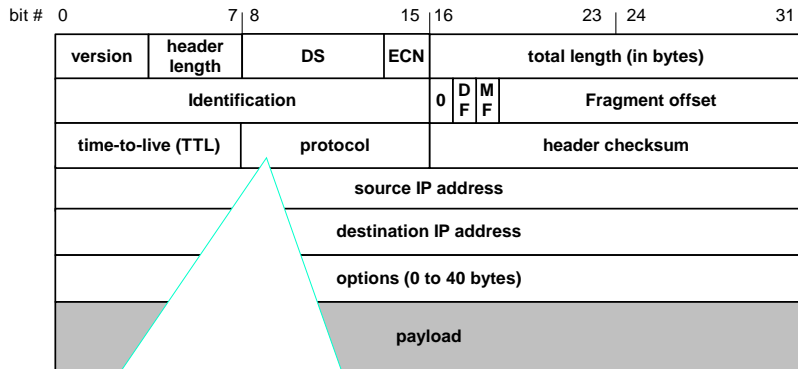 bit # 0 7 8 15 16 23 24 31
version header length DS ECN total length (in bytes)
Identification 0 DF MF Fragment offset
time-to-live (TTL) protocol header checksum
source IP address
destination IP address
options (0 to 40 bytes)
payload